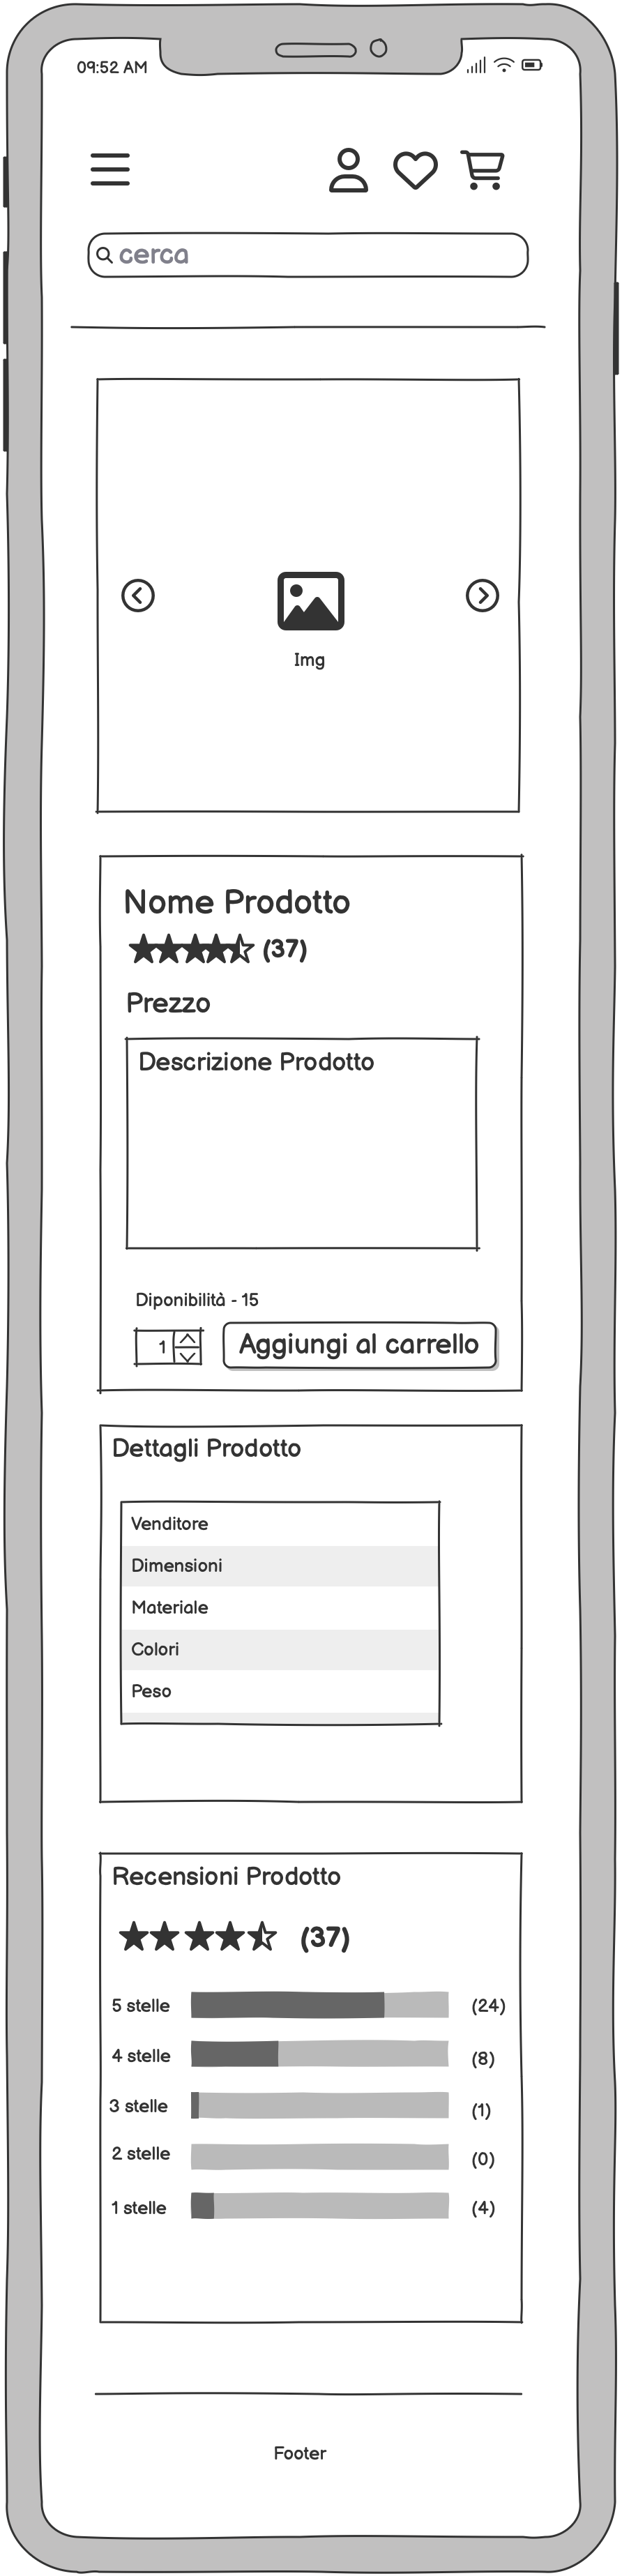 09:52 AM
cerca
Img
Nome Prodotto
(37)
Prezzo
Descrizione Prodotto
Diponibilità - 15
1 Aggiungi al carrello
Dettagli Prodotto
Venditore
Dimensioni
Materiale
Colori
Peso
Recensioni Prodotto
(37)
5 stelle (24)
4 stelle (8)
3 stelle (1)
2 stelle (0)
1 stelle (4)
Footer